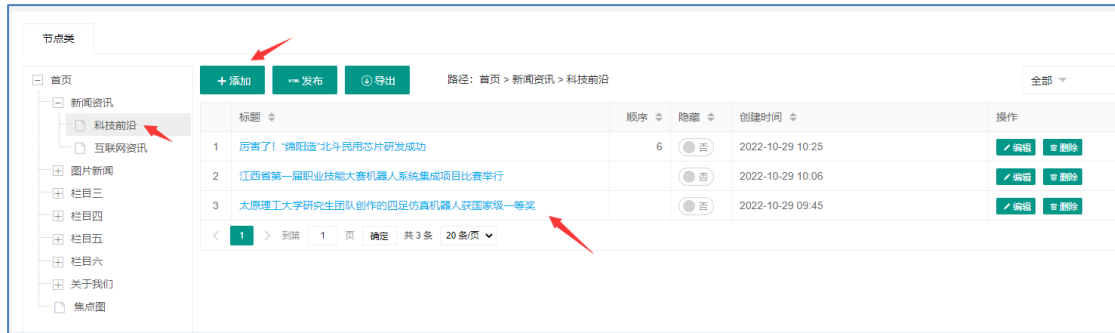 节点类
首页
新闻资讯
科技前沿
互联网资讯
图片新闻
栏目三
栏目四
栏目五
栏目六
关于我们
焦点图
添加 HTML 发布 导出 路径：首页 > 新闻资讯 > 科技前沿 全部
标题 顺序 隐藏 创建时间 操作
1 厉害了！“绵阳造”北斗民用芯片研发成功 6 否 2022-10-29 10:25 编辑 删除
2 江西省第一届职业技能大赛机器人系统集成项目比赛举行 否 2022-10-29 10:06 编辑 删除
3 太原理工大学研究生团队创作的四足仿真机器人获国家级一等奖 否 2022-10-29 09:45 编辑 删除
1 到第 1 页 确定 共 3 条 20 条/页